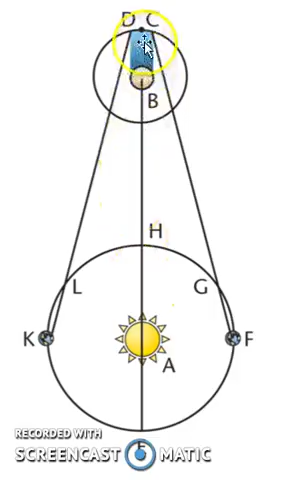 D C
B
H
L G
K F
A
E
RECORDED WITH
SCREENCAST MATIC